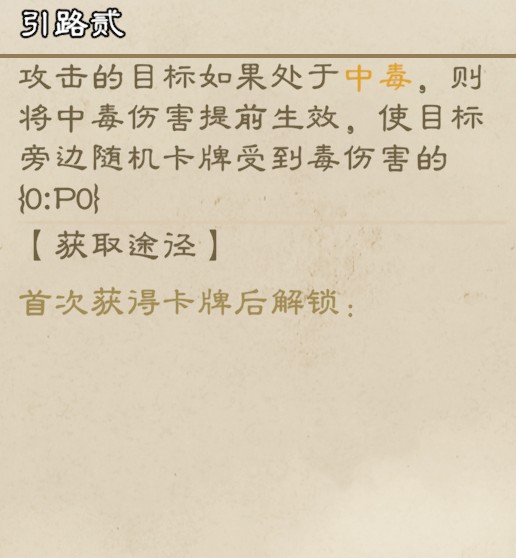 引路贰
攻击的目标如果处于中毒，则
将中毒伤害提前生效，使目标
旁边随机卡牌受到毒伤害的
{0:P0}
【获取途径】
首次获得卡牌后解锁：